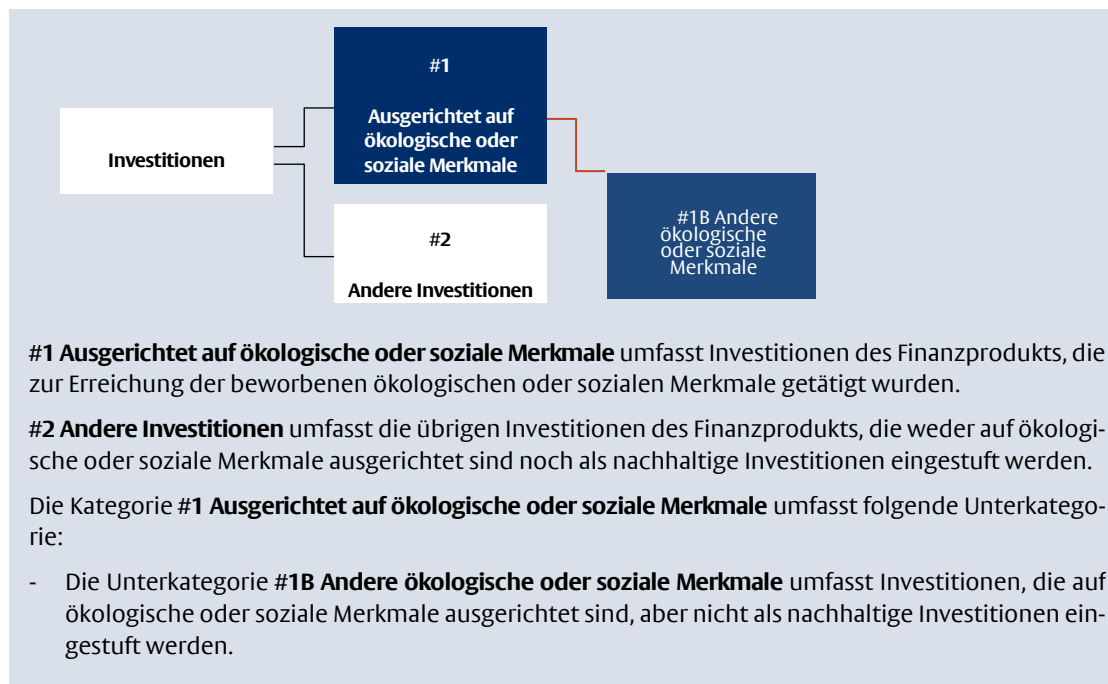 #1
Ausgerichtet auf
ökologische oder
soziale Merkmale
Investitionen
#2
Andere Investitionen
#1B Andere
ökologische
oder soziale
Merkmale
#1 Ausgerichtet auf ökologische oder soziale Merkmale umfasst Investitionen des Finanzprodukts, die
zur Erreichung der beworbenen ökologischen oder sozialen Merkmale getätigt wurden.
#2 Andere Investitionen umfasst die übrigen Investitionen des Finanzprodukts, die weder auf ökologi-
sche oder soziale Merkmale ausgerichtet sind noch als nachhaltige Investitionen eingestuft werden.
Die Kategorie #1 Ausgerichtet auf ökologische oder soziale Merkmale umfasst folgende Unterkatego-
rie:
- Die Unterkategorie #1B Andere ökologische oder soziale Merkmale umfasst Investitionen, die auf
ökologische oder soziale Merkmale ausgerichtet sind, aber nicht als nachhaltige Investitionen ein-
gestuft werden.